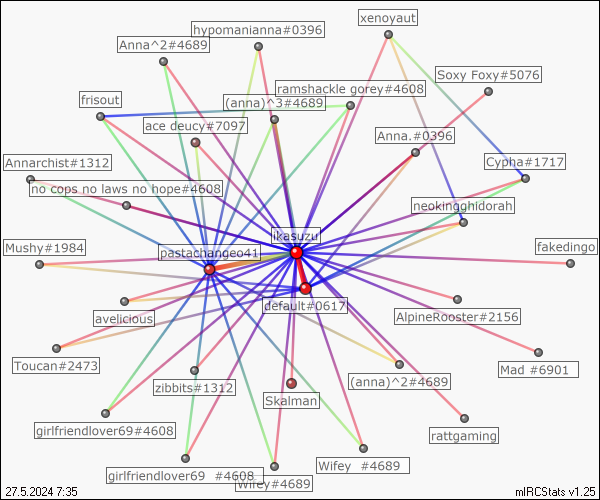 xenoyaut
hypomanianna#0396
Anna^2#4689
Soxy Foxy#5076
ramshackle gorey#4608
frisout
(anna)^3#4689
ace deucy#7097
Anna.#0396
Annarchist#1312
Cypha#1717
no cops no laws no hope#4608
neokingghidorah
ikasuzu
Mushy#1984
pastachangeo41
fakedingo
avelicious
default#0617
AlpineRooster#2156
Toucan#2473
Mad #6901
zibbits#1312
(anna)^2#4689
Skalman
girlfriendlover69#4608
rattgaming
Wifey #4689
girlfriendlover69 #4608
Wifey#4689
27.5.2024 7:35
mIRCStats v1.25